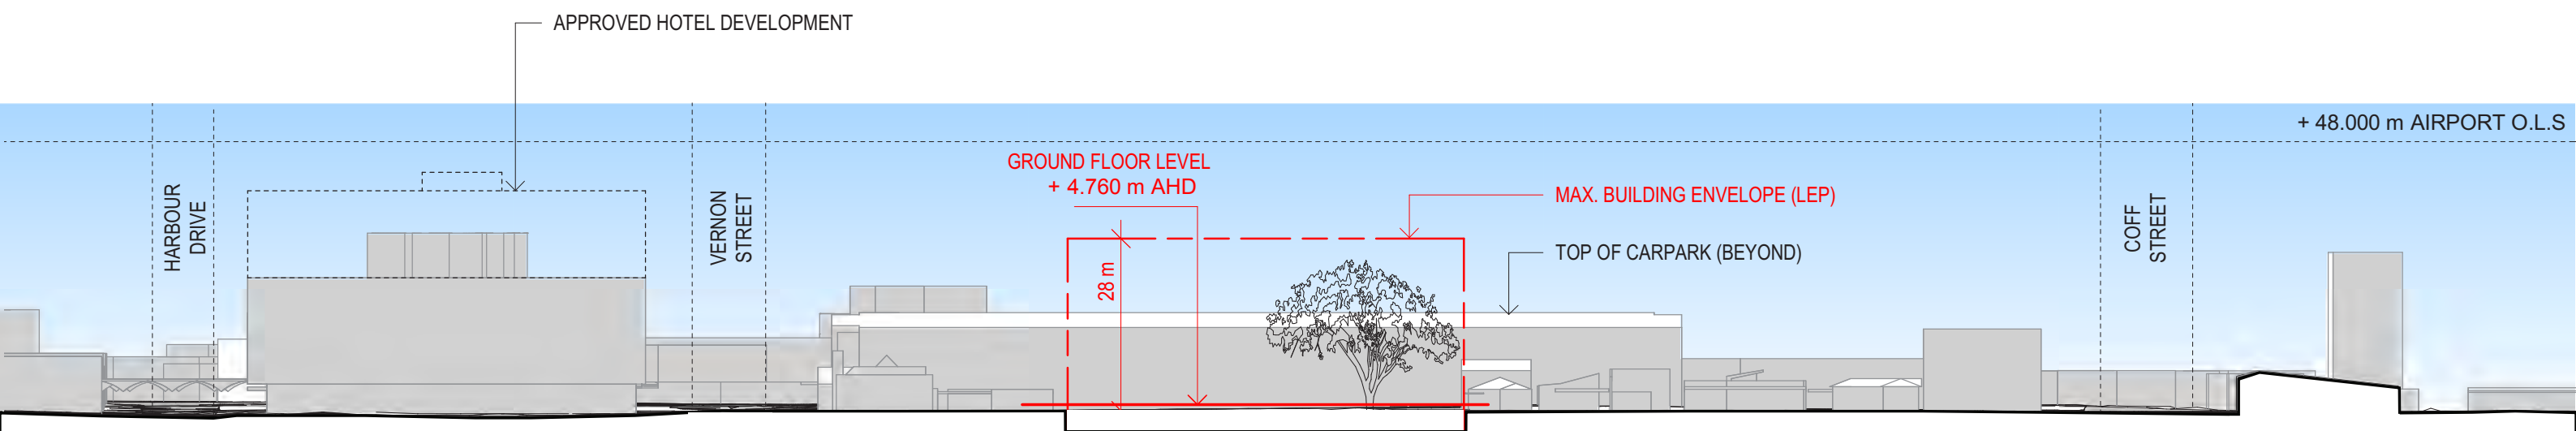 APPROVED HOTEL DEVELOPMENT
+ 48.000 m AIRPORT O.L.S
GROUND FLOOR LEVEL
+ 4.760 m AHD
MAX. BUILDING ENVELOPE (LEP)
HARBOUR
DRIVE
VERNON
STREET
COFF
STREET
TOP OF CARPARK (BEYOND)
28 m